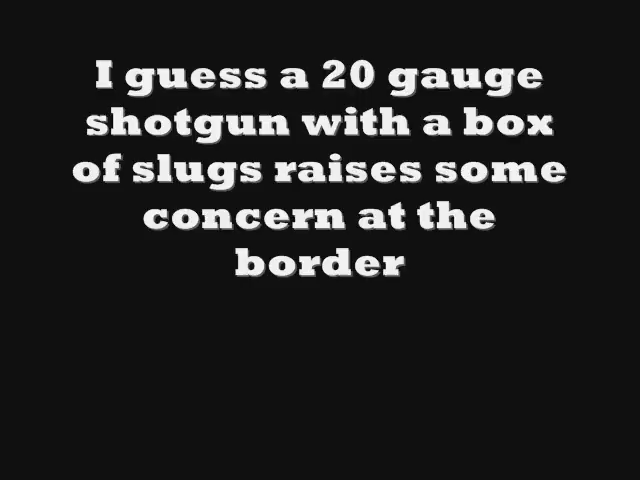 I guess a 20 gauge
shotgun with a box
of slugs raises some
concern at the
border